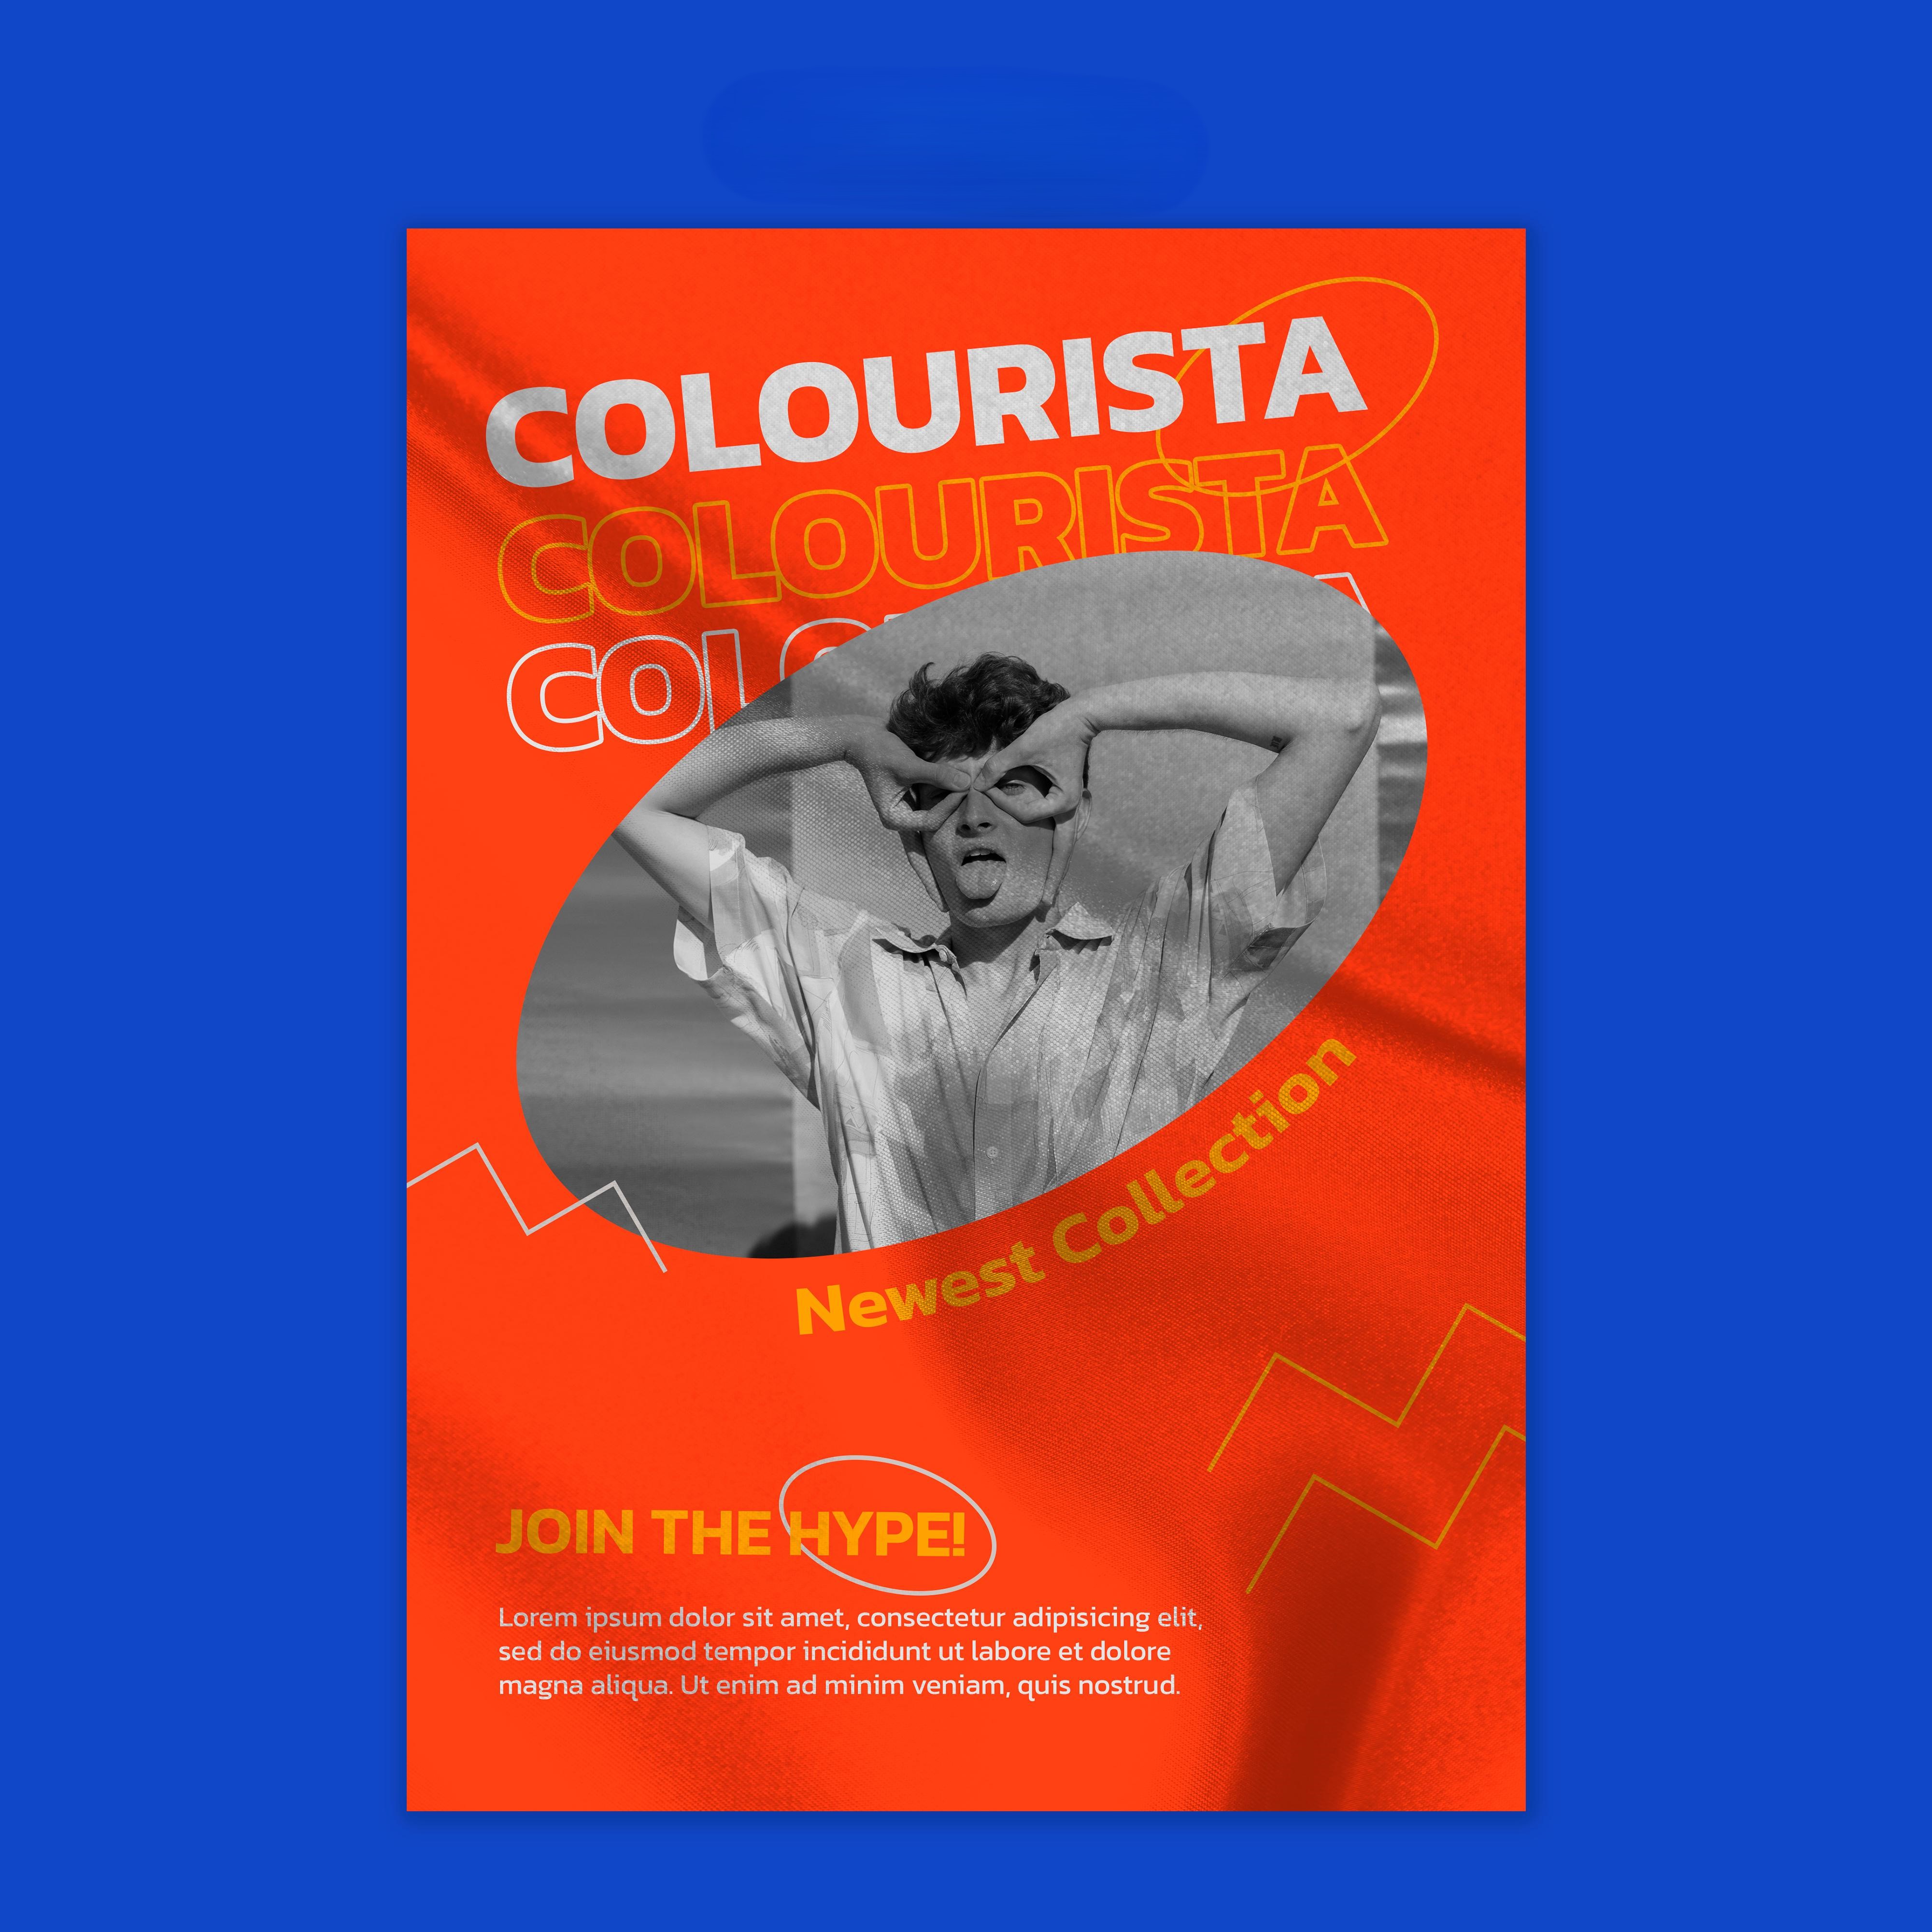 COLOURISTA
COLOURISTA
Newest Collection
JOIN THE HYPE!
Lorem ipsum dolor sit amet, consectetur adipisicing elit,
sed do eiusmod tempor incididunt ut labore et dolore
magna aliqua. Ut enim ad minim veniam, quis nostrud.